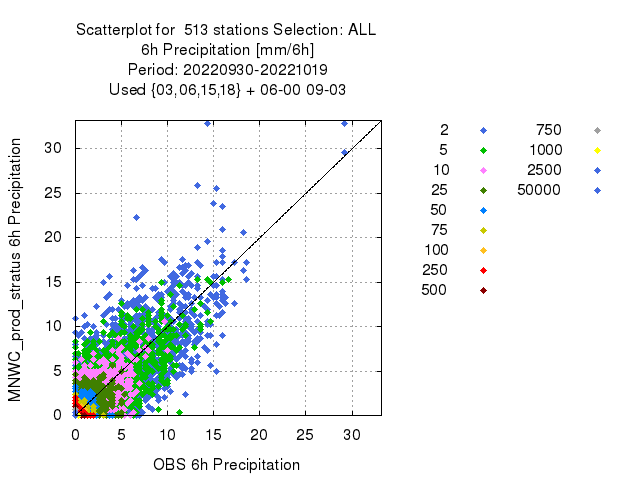 Scatterplot for  513 stations Selection: ALL
6h Precipitation [mm/6h]
Period: 20220930-20221019
Used {03,06,15,18} + 06-00 09-03
MNWC_prod_stratus 6h Precipitation
30
25
20
15
10
5
0
0 5 10 15 20 25 30
OBS 6h Precipitation
2 750
5 1000
10 2500
25 50000
50
75
100
250
500